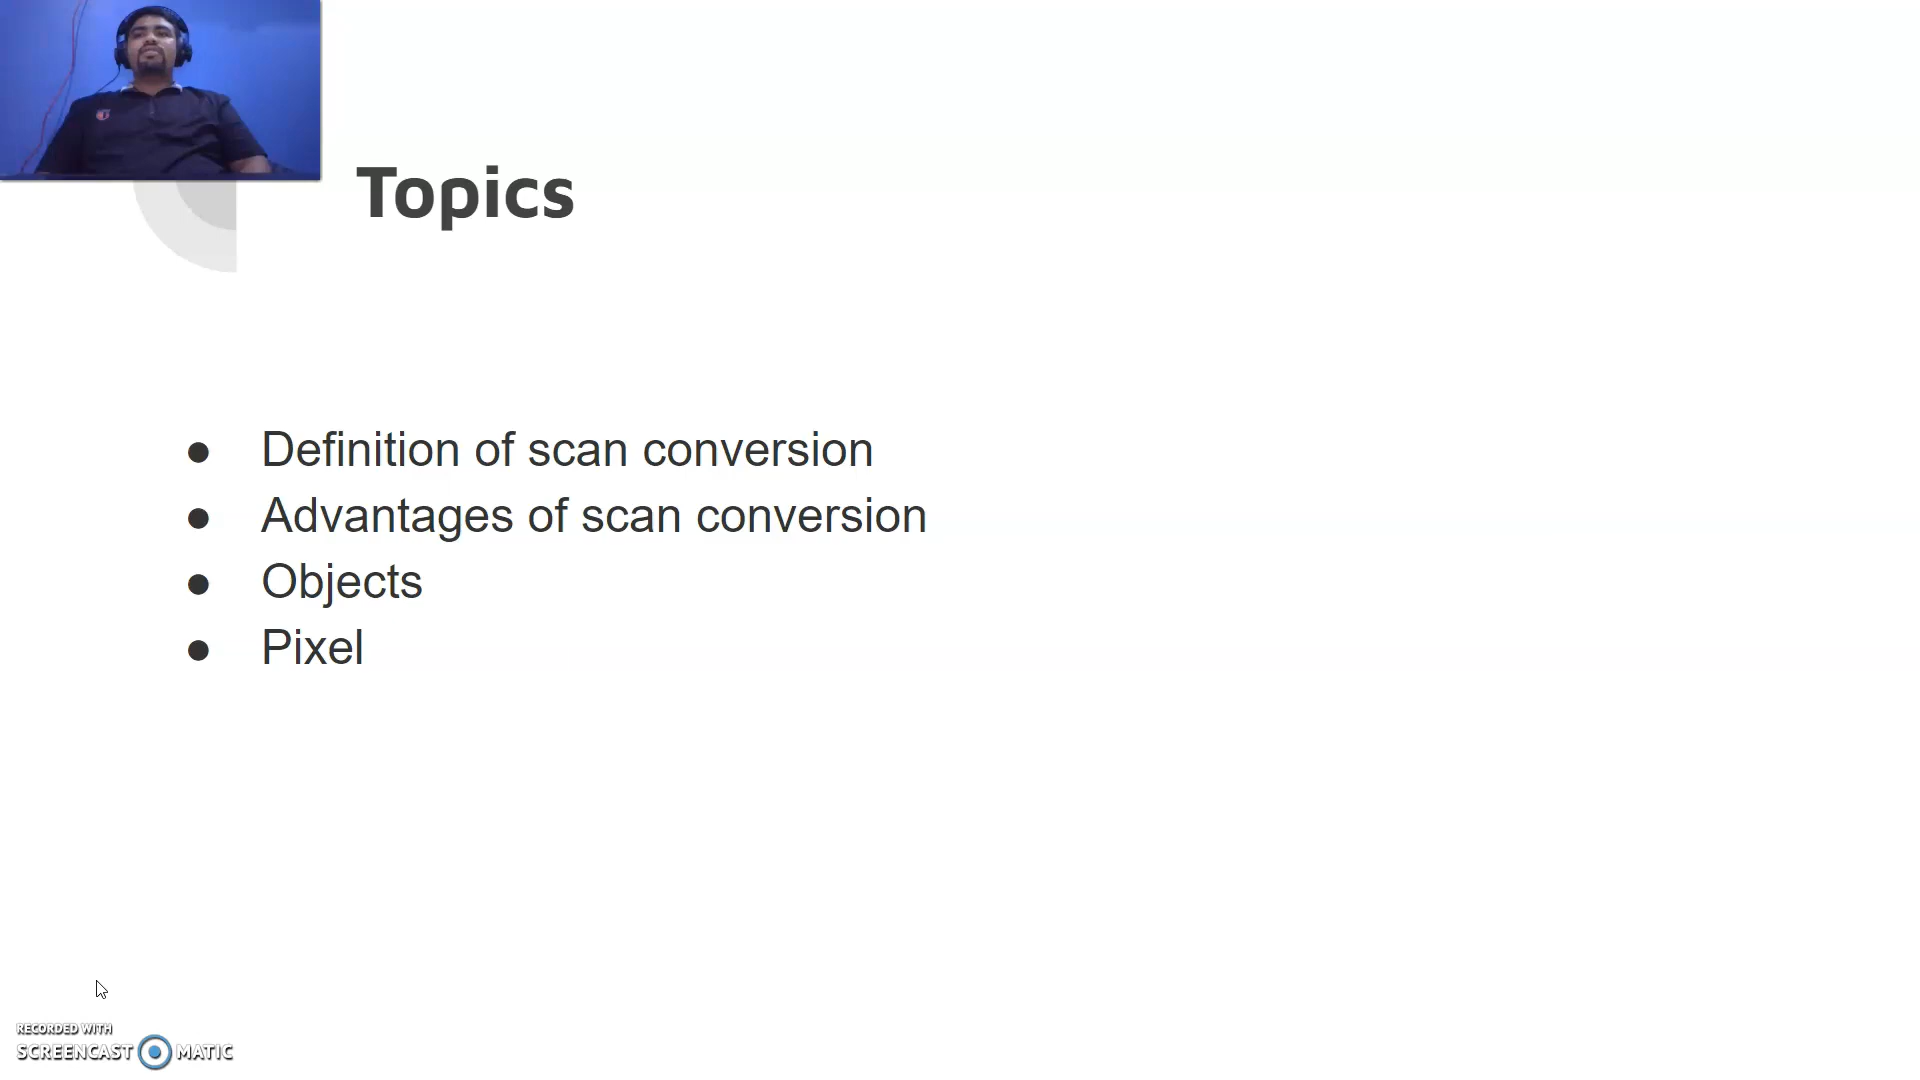 Topics
● Definition of scan conversion
● Advantages of scan conversion
● Objects
● Pixel
RECORDED WITH
SCREENCAST MATIC